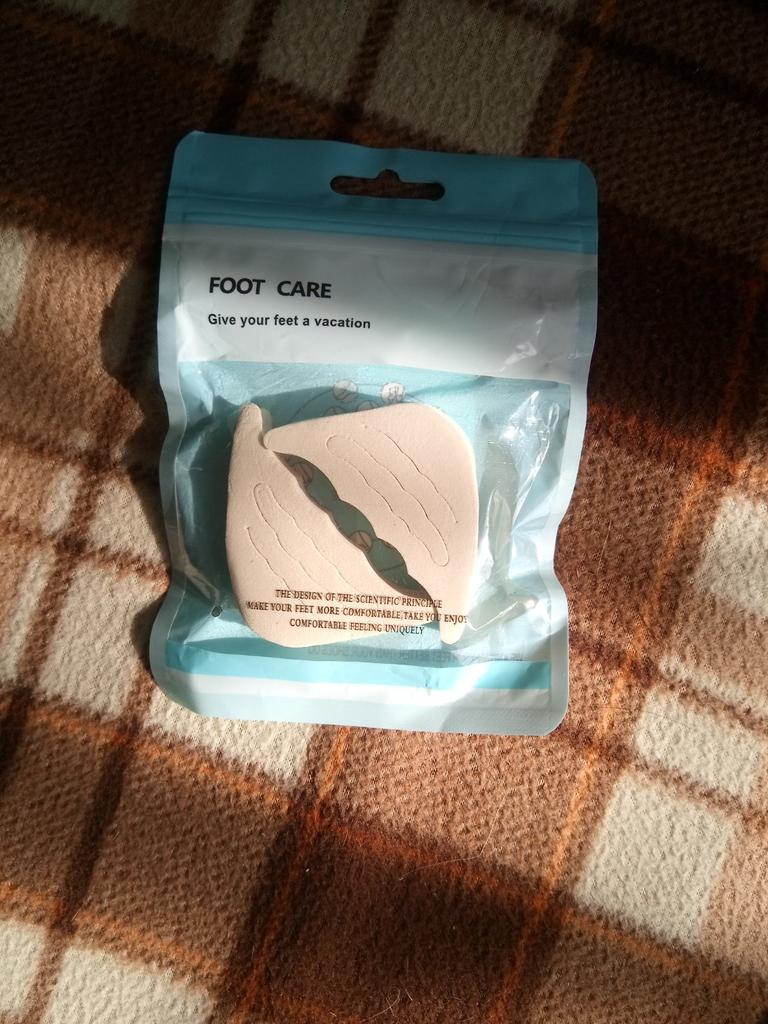 FOOT CARE
Give your feet a vacation
THE DESIGN OF THE SCIENTIFIC PRINCIPLE
MAKE YOUR FEET MORE COMFORTABLE,TAKE YOU ENJOY
COMFORTABLE FEELING UNIQUELY